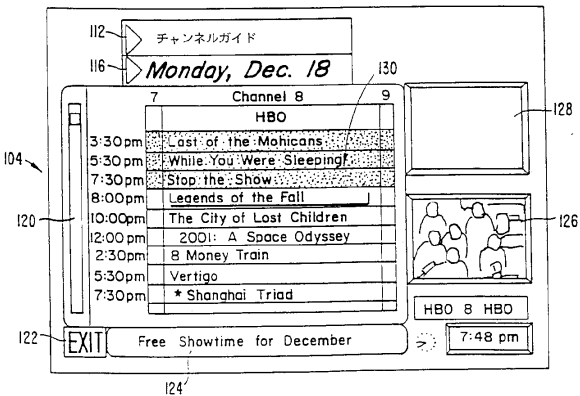 112
チャンネルガイド
116
Monday, Dec. 18
130
7 Channel 8 9
HBO
128
3:30pm Last of the Mohicans
5:30pm While You Were Sleeping!
104
7:30pm Stop the Show
8:00pm Legends of the Fall
120
10:00pm The City of Lost Children
126
12:00 pm 2001: A Space Odyssey
2:30pm 8 Money Train
5:30pm Vertigo
7:30pm * Shanghai Triad
HBO 8 HBO
122
EXIT Free Showtime for December
7:48 pm
124